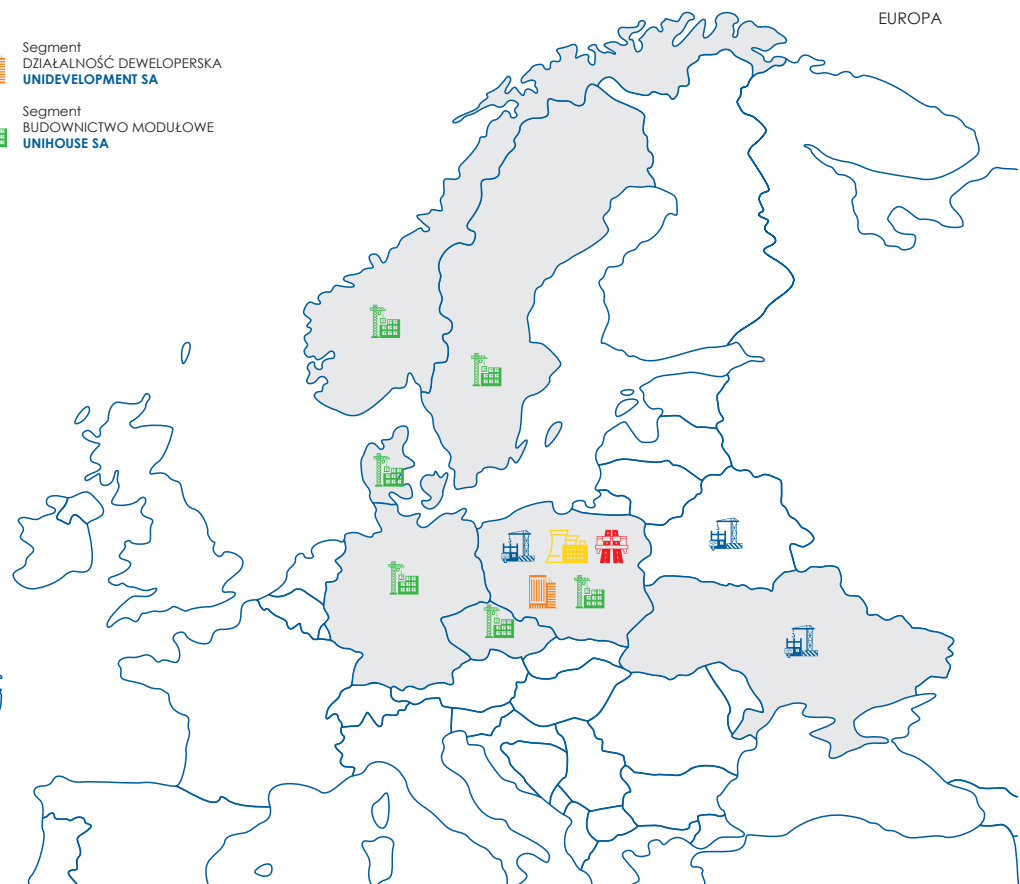 EUROPA
Segment
DZIAŁALNOŚĆ DEWELOPERSKA
UNIDEVELOPMENT SA
Segment
BUDOWNICTWO MODUŁOWE
UNIHOUSE SA